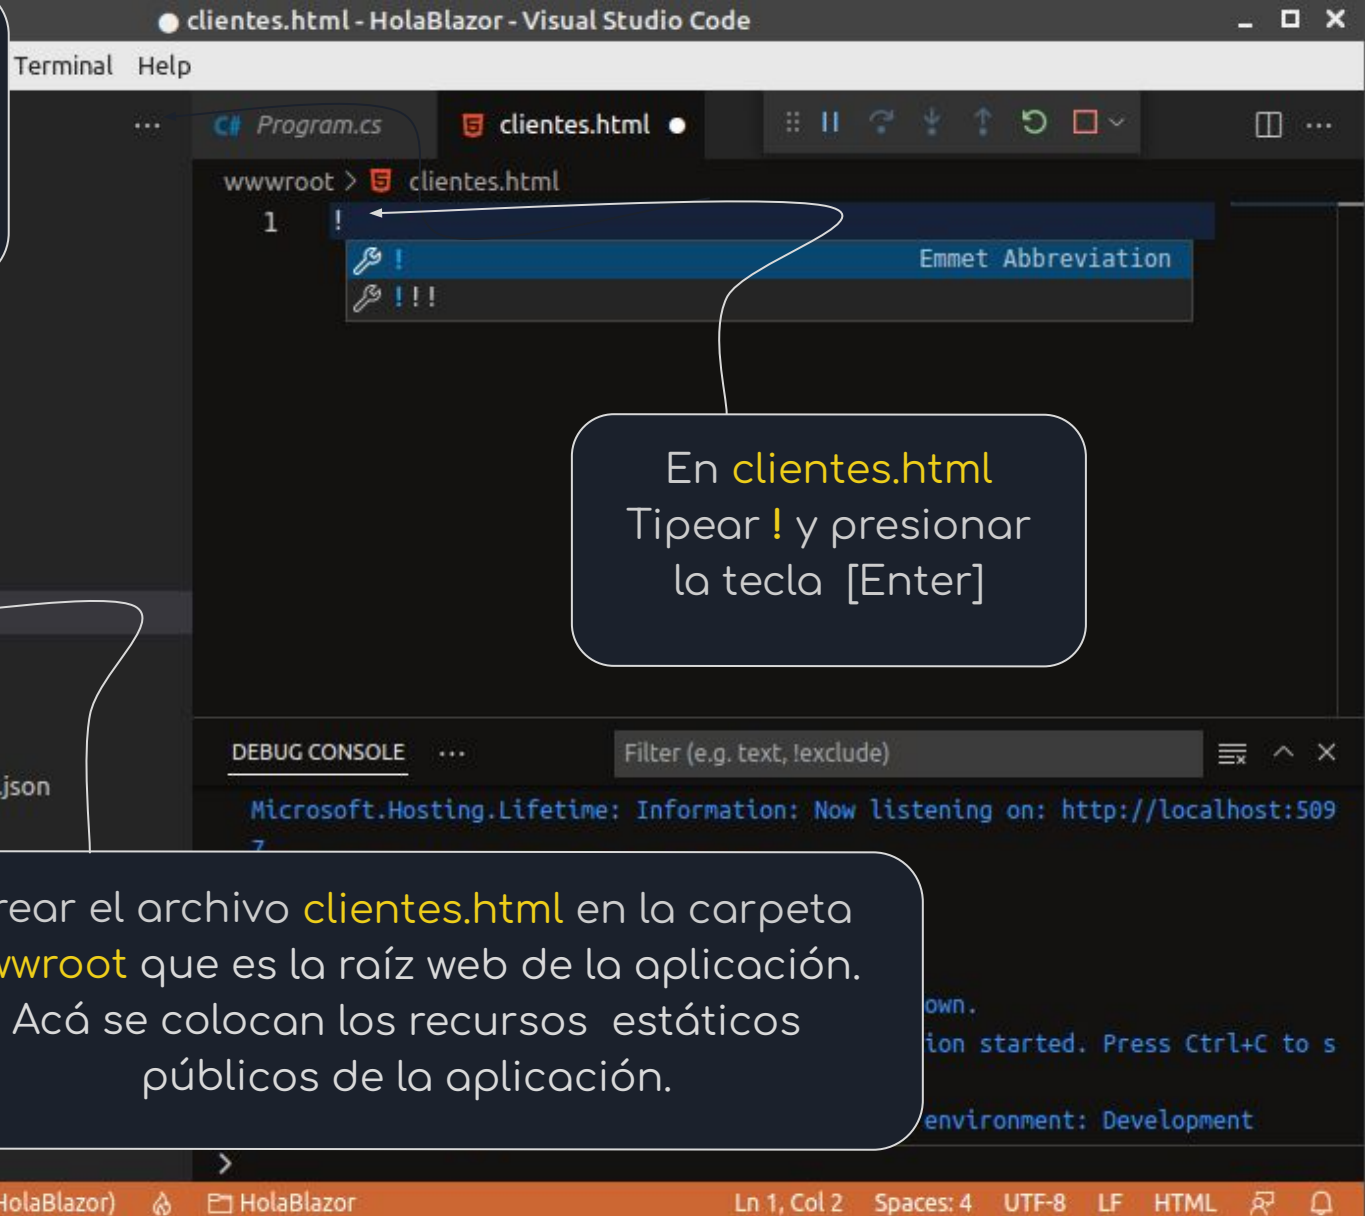 clientes.html - HolaBlazor - Visual Studio Code
Terminal Help
C# Program.cs
clientes.html
wwwroot > clientes.html
1 !
! Emmet Abbreviation
!!!
En clientes.html
Tipear ! y presionar
la tecla [Enter]
DEBUG CONSOLE ...
Filter (e.g. text, !exclude)
.json
Microsoft.Hosting.Lifetime: Information: Now listening on: http://localhost:509
7
rear el archivo clientes.html en la carpeta
wwroot que es la raíz web de la aplicación.
Acá se colocan los recursos estáticos
públicos de la aplicación.
own.
ion started. Press Ctrl+C to s
environment: Development
>
HolaBlazor)
HolaBlazor
Ln 1, Col 2 Spaces: 4 UTF-8 LF HTML